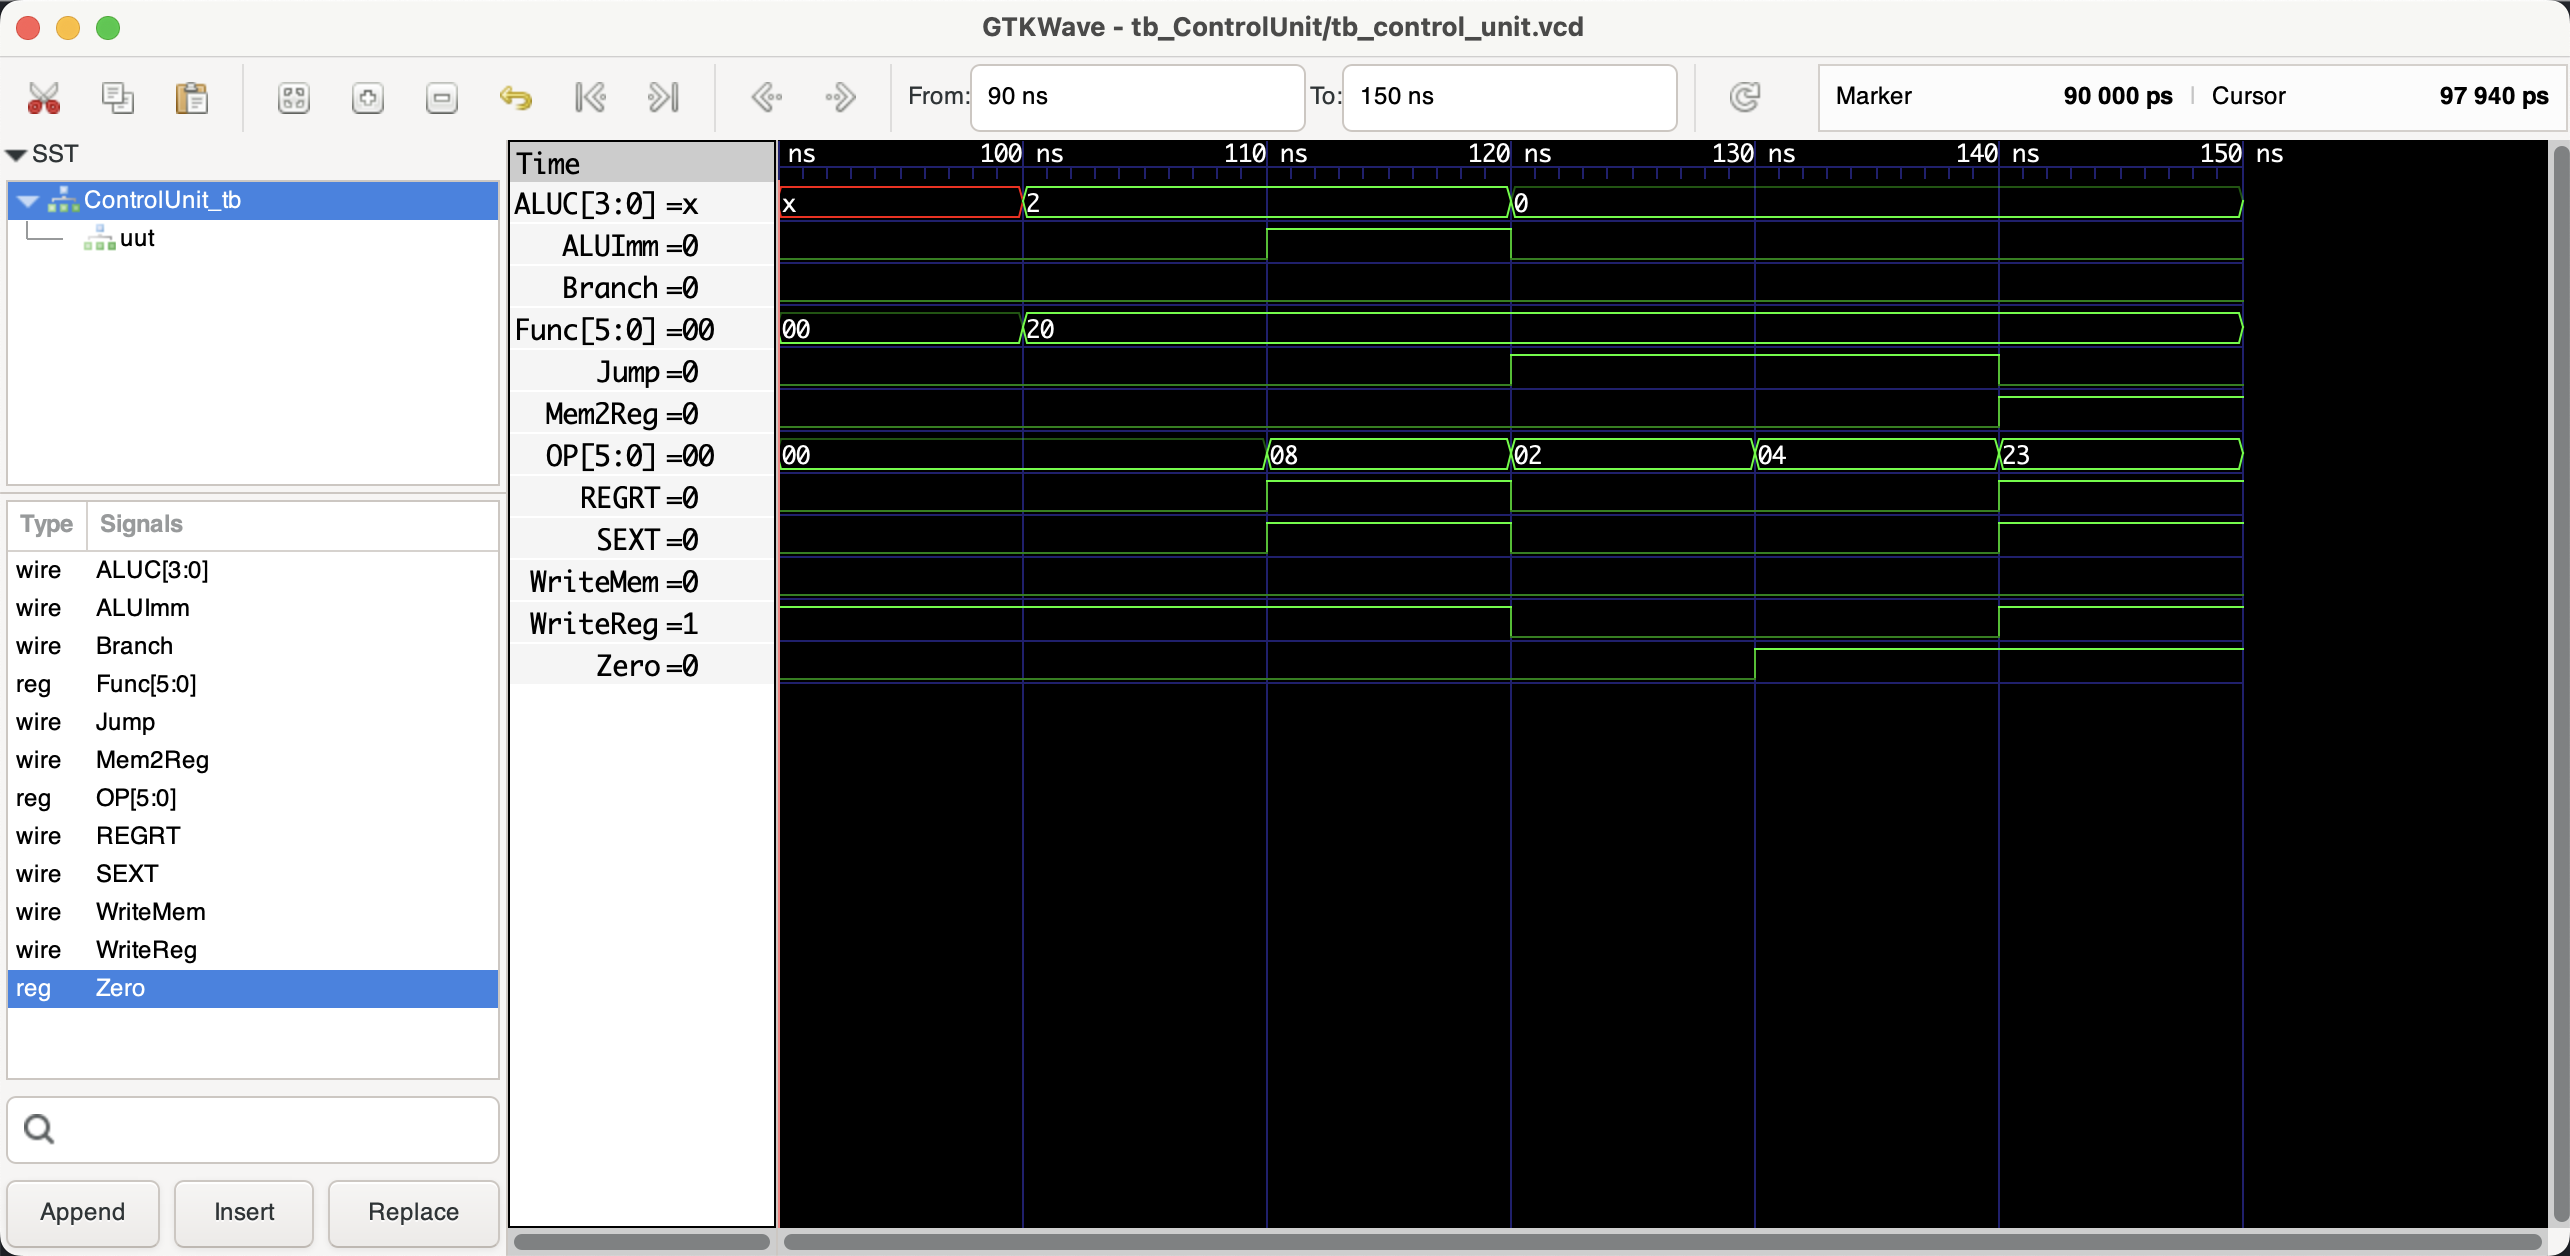 GTKWave - tb_ControlUnit/tb_control_unit.vcd
From: 90 ns To: 150 ns Marker 90 000 ps | Cursor 97 940 ps
SST
ControlUnit_tb
uut
Type Signals
wire ALUC[3:0]
wire ALUImm
wire Branch
reg Func[5:0]
wire Jump
wire Mem2Reg
reg OP[5:0]
wire REGRT
wire SEXT
wire WriteMem
wire WriteReg
reg Zero
Append Insert Replace
Time
ns 100 ns 110 ns 120 ns 130 ns 140 ns 150 ns
ALUC[3:0] =x x 2 0
ALUImm =0
Branch =0
Func[5:0] =00 00 20
Jump =0
Mem2Reg =0
OP[5:0] =00 00 08 02 04 23
REGRT =0
SEXT =0
WriteMem =0
WriteReg =1
Zero =0